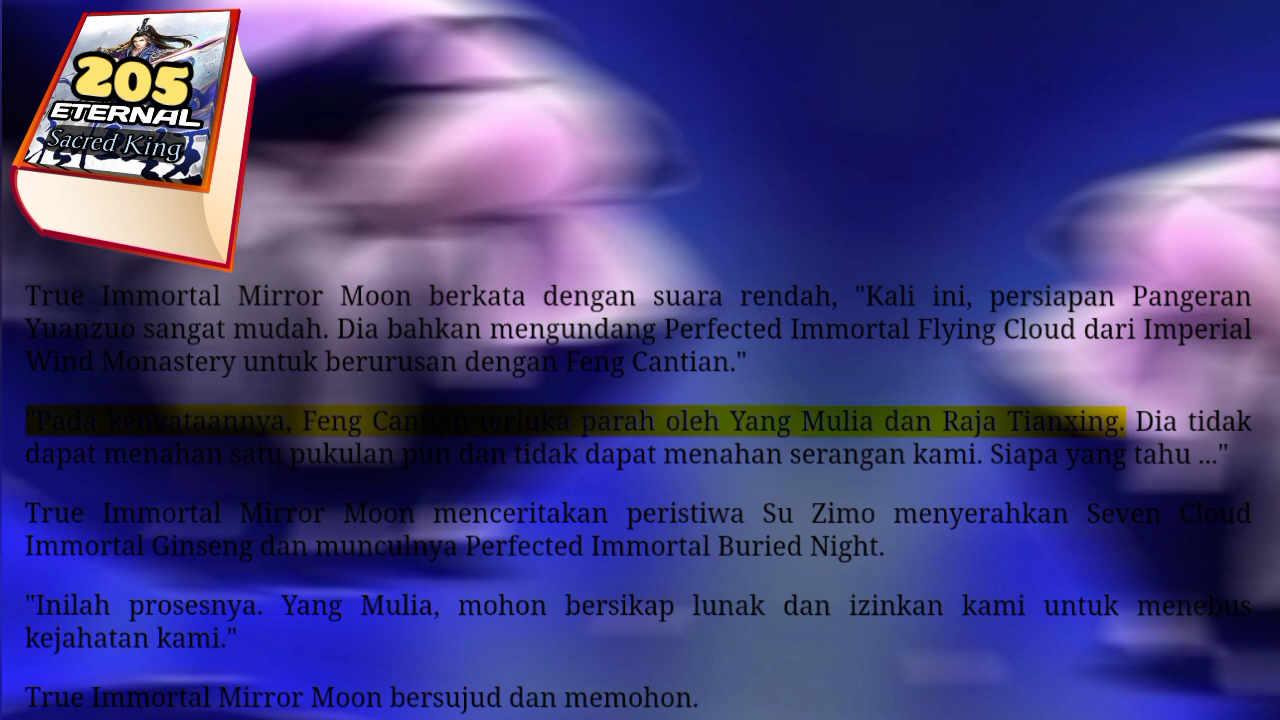 205
ETERNAL
Sacred King
True Immortal Mirror Moon berkata dengan suara rendah, "Kali ini, persiapan Pangeran
Yuanzuo sangat mudah. Dia bahkan mengundang Perfected Immortal Flying Cloud dari Imperial
Wind Monastery untuk berurusan dengan Feng Cantian."
"Pada kenyataannya, Feng Cantian terluka parah oleh Yang Mulia dan Raja Tianxing. Dia tidak
dapat menahan satu pukulan pun dan tidak dapat menahan serangan kami. Siapa yang tahu ..."
True Immortal Mirror Moon menceritakan peristiwa Su Zimo menyerahkan Seven Cloud
Immortal Ginseng dan munculnya Perfected Immortal Buried Night.
"Inilah prosesnya. Yang Mulia, mohon bersikap lunak dan izinkan kami untuk menebus
kejahatan kami."
True Immortal Mirror Moon bersujud dan memohon.